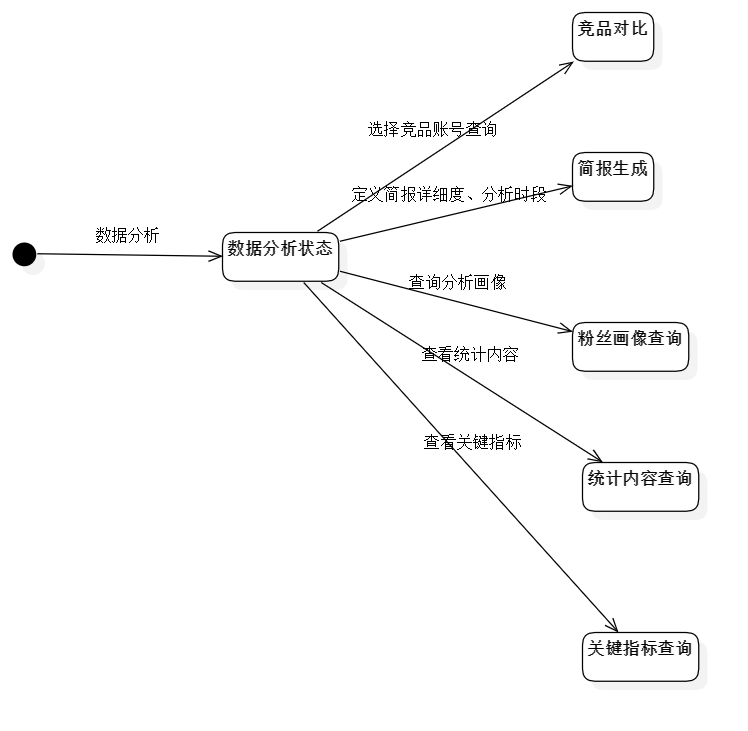 竞品对比
选择竞品账号查询
简报生成
定义简报详细度、分析时段
数据分析
数据分析状态
查询分析画像
粉丝画像查询
查看统计内容
查看关键指标
统计内容查询
关键指标查询